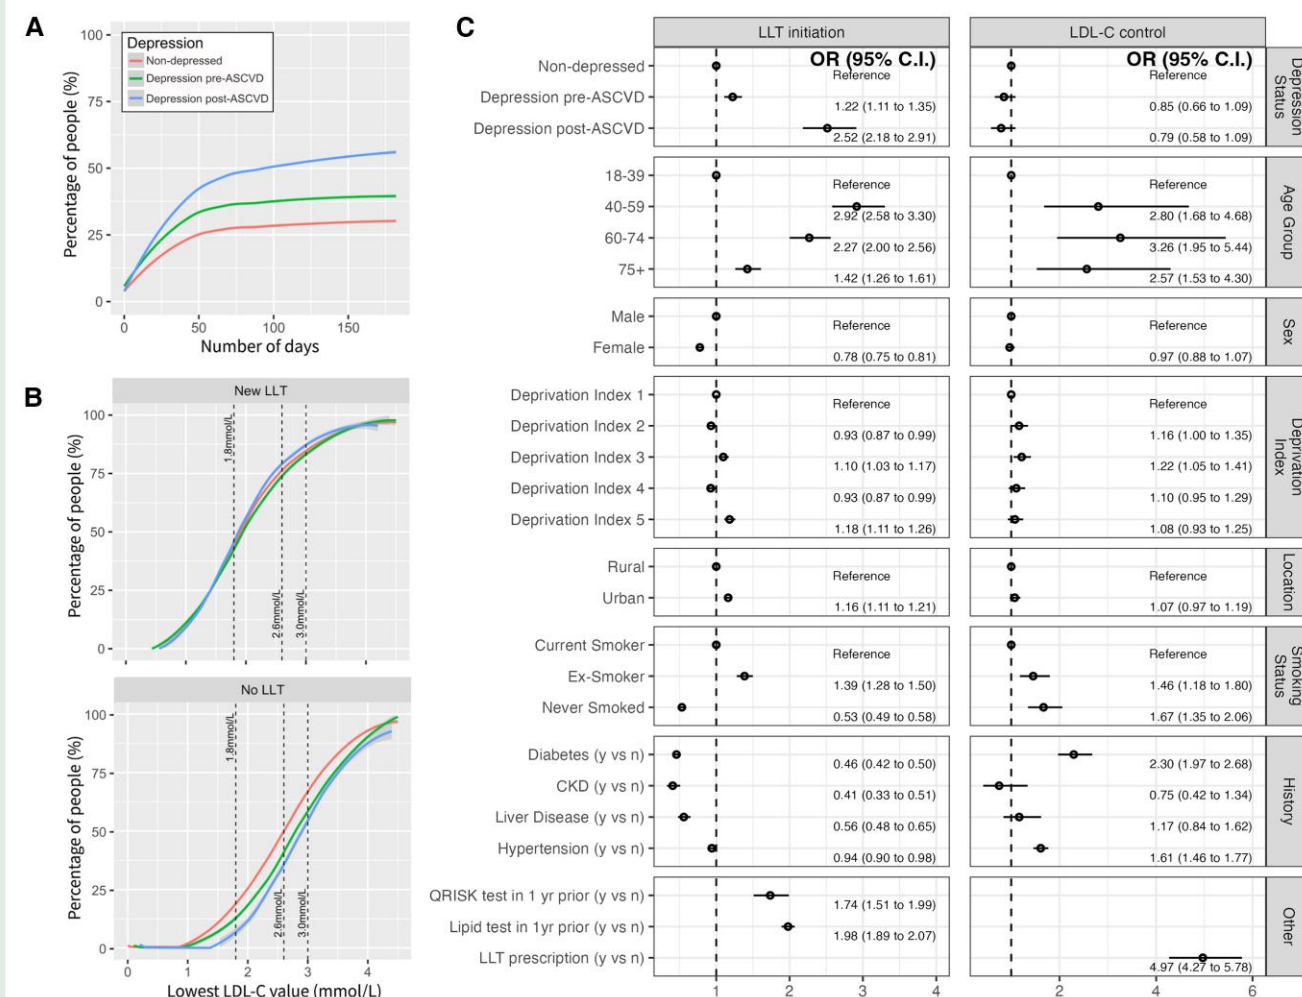 A
Percentage of people (%)
100
75
50
25
0
Depression
Non-depressed
Depression pre-ASCVD
Depression post-ASCVD
0 50 100 150
Number of days
B
New LLT
Percentage of people (%)
100
75
50
25
0
1.8mmol/L
2.6mmol/L
3.0mmol/L
No LLT
Percentage of people (%)
100
75
50
25
0
1.8mmol/L
2.6mmol/L
3.0mmol/L
0 1 2 3 4
Lowest LDL-C value (mmol/L)
C
LLT initiation LDL-C control
OR (95% C.I.) OR (95% C.I.)
Depression Status
Non-depressed Reference Reference
Depression pre-ASCVD 1.22 (1.11 to 1.35) 0.85 (0.66 to 1.09)
Depression post-ASCVD 2.52 (2.18 to 2.91) 0.79 (0.58 to 1.09)
Age Group
18-39 Reference Reference
40-59 2.92 (2.58 to 3.30) 2.80 (1.68 to 4.68)
60-74 2.27 (2.00 to 2.56) 3.26 (1.95 to 5.44)
75+ 1.42 (1.26 to 1.61) 2.57 (1.53 to 4.30)
Sex
Male Reference Reference
Female 0.78 (0.75 to 0.81) 0.97 (0.88 to 1.07)
Deprivation Index
Deprivation Index 1 Reference Reference
Deprivation Index 2 0.93 (0.87 to 0.99) 1.16 (1.00 to 1.35)
Deprivation Index 3 1.10 (1.03 to 1.17) 1.22 (1.05 to 1.41)
Deprivation Index 4 0.93 (0.87 to 0.99) 1.10 (0.95 to 1.29)
Deprivation Index 5 1.18 (1.11 to 1.26) 1.08 (0.93 to 1.25)
Location
Rural Reference Reference
Urban 1.16 (1.11 to 1.21) 1.07 (0.97 to 1.19)
Smoking Status
Current Smoker Reference Reference
Ex-Smoker 1.39 (1.28 to 1.50) 1.46 (1.18 to 1.80)
Never Smoked 0.53 (0.49 to 0.58) 1.67 (1.35 to 2.06)
History
Diabetes (y vs n) 0.46 (0.42 to 0.50) 2.30 (1.97 to 2.68)
CKD (y vs n) 0.41 (0.33 to 0.51) 0.75 (0.42 to 1.34)
Liver Disease (y vs n) 0.56 (0.48 to 0.65) 1.17 (0.84 to 1.62)
Hypertension (y vs n) 0.94 (0.90 to 0.98) 1.61 (1.46 to 1.77)
Other
QRISK test in 1 yr prior (y vs n) 1.74 (1.51 to 1.99)
Lipid test in 1yr prior (y vs n) 1.98 (1.89 to 2.07)
LLT prescription (y vs n) 4.97 (4.27 to 5.78)
1 2 3 4 2 4 6